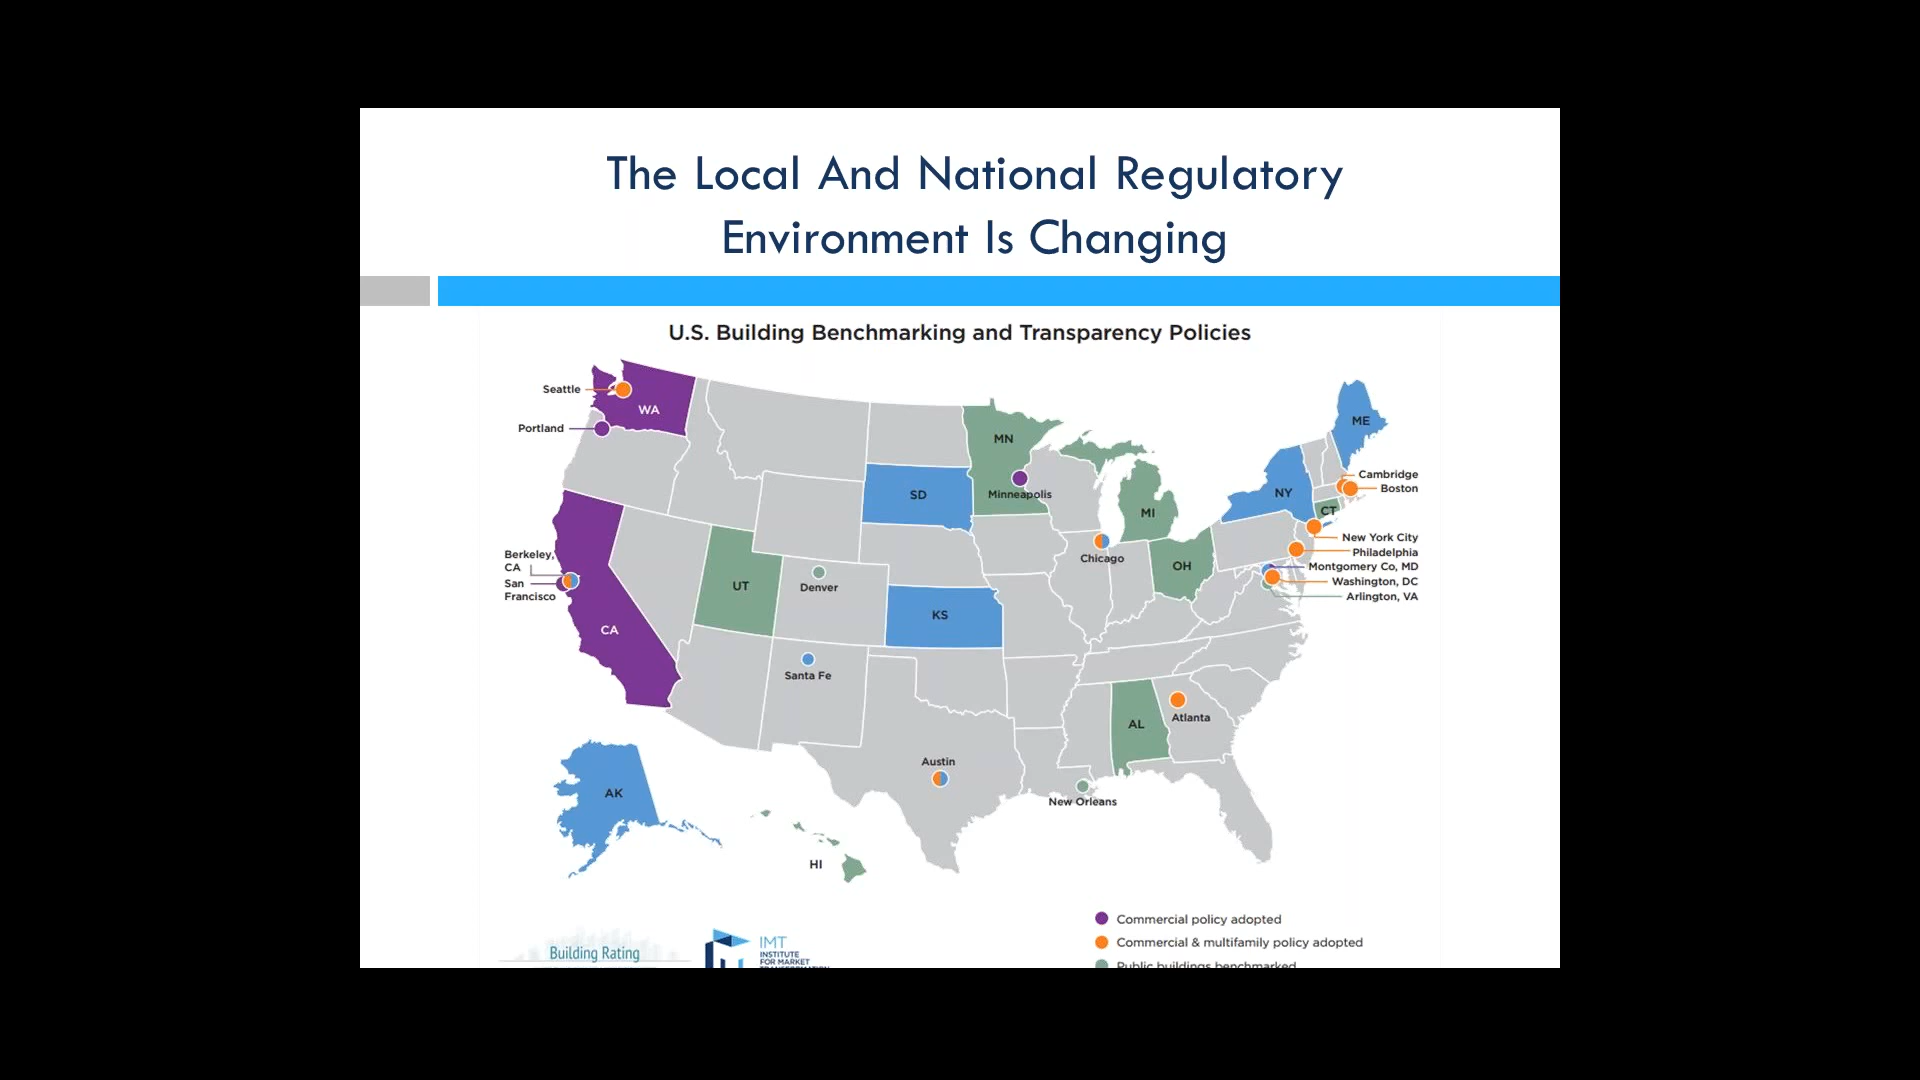 The Local And National Regulatory
Environment Is Changing
U.S. Building Benchmarking and Transparency Policies
Seattle
WA
Portland
MN
Minneapolis
SD
MI
ME
Cambridge
Boston
NY
CT
New York City
Philadelphia
Montgomery Co, MD
Washington, DC
Arlington, VA
Chicago
OH
Berkeley,
CA
San
Francisco
CA
UT
Denver
KS
Santa Fe
AL
Atlanta
Austin
New Orleans
AK
HI
Commercial policy adopted
Commercial & multifamily policy adopted
Public buildings benchmarked
Building Rating
IMT
INSTITUTE
FOR MARKET
TRANSFORMATION